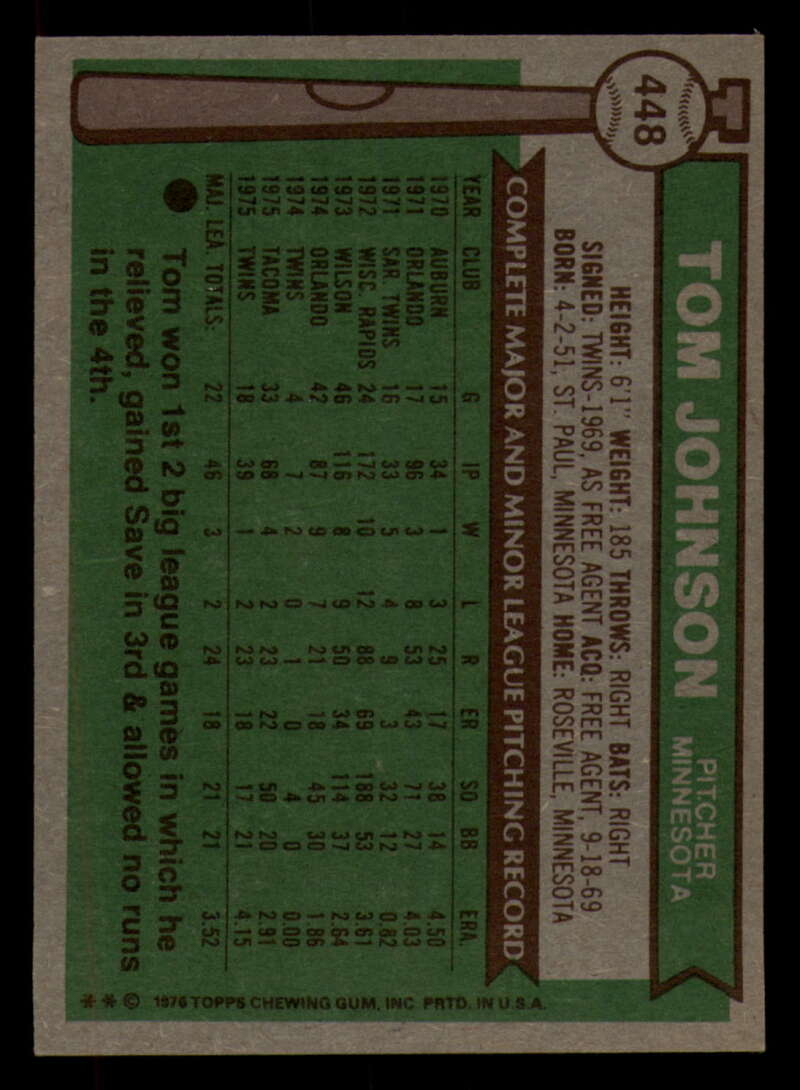 448
TOM JOHNSON
PITCHER
MINNESOTA
HEIGHT: 6'1" WEIGHT: 185 THROWS: RIGHT BATS: RIGHT
SIGNED: TWINS-1969, AS FREE AGENT ACQ: FREE AGENT, 9-18-69
BORN: 4-2-51, ST. PAUL, MINNESOTA HOME: ROSEVILLE, MINNESOTA
COMPLETE MAJOR AND MINOR LEAGUE PITCHING RECORD
YEAR CLUB G IP W L R ER SO BB ERA.
1970 AUBURN 15 34 1 3 25 17 38 14 4.50
1971 ORLANDO 17 96 3 8 53 43 71 27 4.03
1971 SAR. TWINS 16 33 5 4 9 3 32 12 0.82
1972 WISC. RAPIDS 24 172 10 12 88 69 188 53 3.61
1973 WILSON 46 116 8 9 50 34 114 37 2.64
1974 ORLANDO 42 87 9 7 21 18 45 30 1.86
1974 TWINS 4 7 2 0 1 0 4 0 0.00
1975 TACOMA 33 68 4 2 23 22 50 20 2.91
1975 TWINS 18 39 1 2 23 18 17 21 4.15
MAJ. LEA. TOTALS: 22 46 3 2 24 18 21 21 3.52
Tom won 1st 2 big league games in which he
relieved, gained Save in 3rd & allowed no runs
in the 4th.
** © 1976 TOPPS CHEWING GUM, INC. PRTD. IN U.S.A.